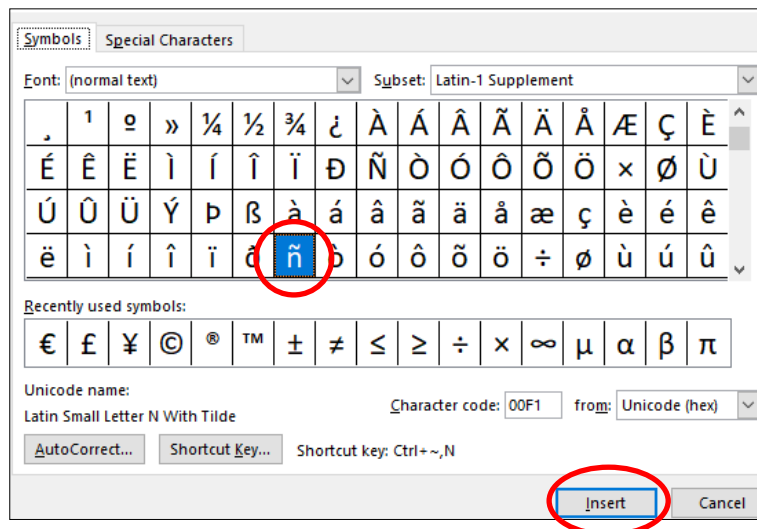 Symbols Special Characters
Font: (normal text) Subset: Latin-1 Supplement
¸ ¹ º » ¼ ½ ¾ ¿ À Á Â Ã Ä Å Æ Ç È
É Ê Ë Ì Í Î Ï Ð Ñ Ò Ó Ô Õ Ö × Ø Ù
Ú Û Ü Ý Þ ß à á â ã ä å æ ç è é ê
ë ì í î ï ð ñ ò ó ô õ ö ÷ ø ù ú û
Recently used symbols:
€ £ ¥ © ® ™ ± ≠ ≤ ≥ ÷ × ∞ µ α β π
Unicode name:
Latin Small Letter N With Tilde
Character code: 00F1 from: Unicode (hex)
AutoCorrect... Shortcut Key... Shortcut key: Ctrl+~,N
Insert Cancel